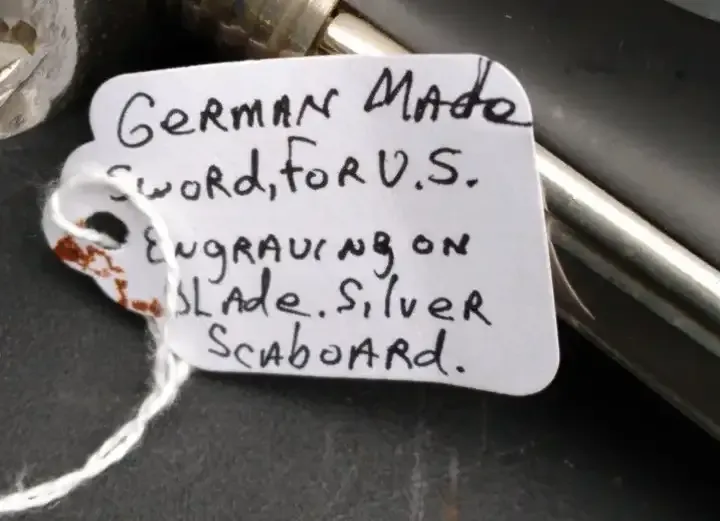 GERMAN MAde
SWORD, FOR U.S.
ENgRAVINg ON
BLAde. SilveR
ScAboARd.